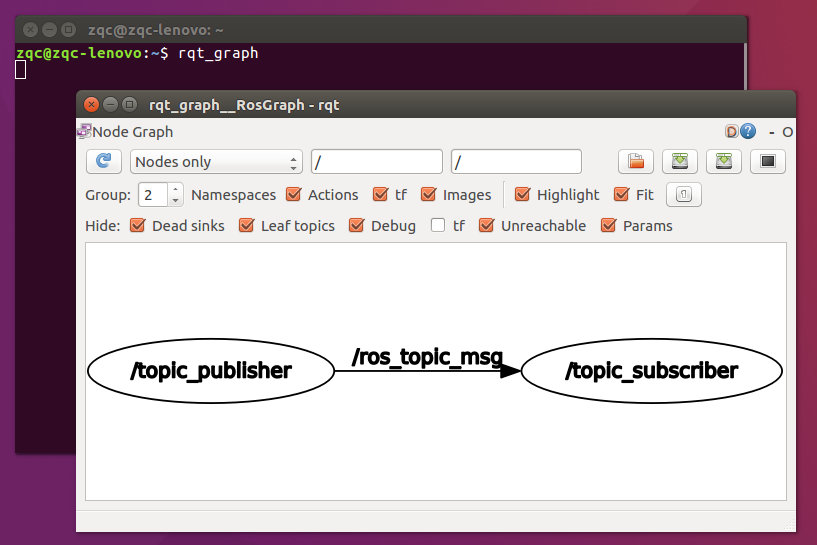 zqc@zqc-lenovo: ~
zqc@zqc-lenovo:~$ rqt_graph
rqt_graph__RosGraph - rqt
Node Graph
D ? - O
Nodes only / /
Group: 2 Namespaces Actions tf Images Highlight Fit
Hide: Dead sinks Leaf topics Debug tf Unreachable Params
/topic_publisher /ros_topic_msg /topic_subscriber